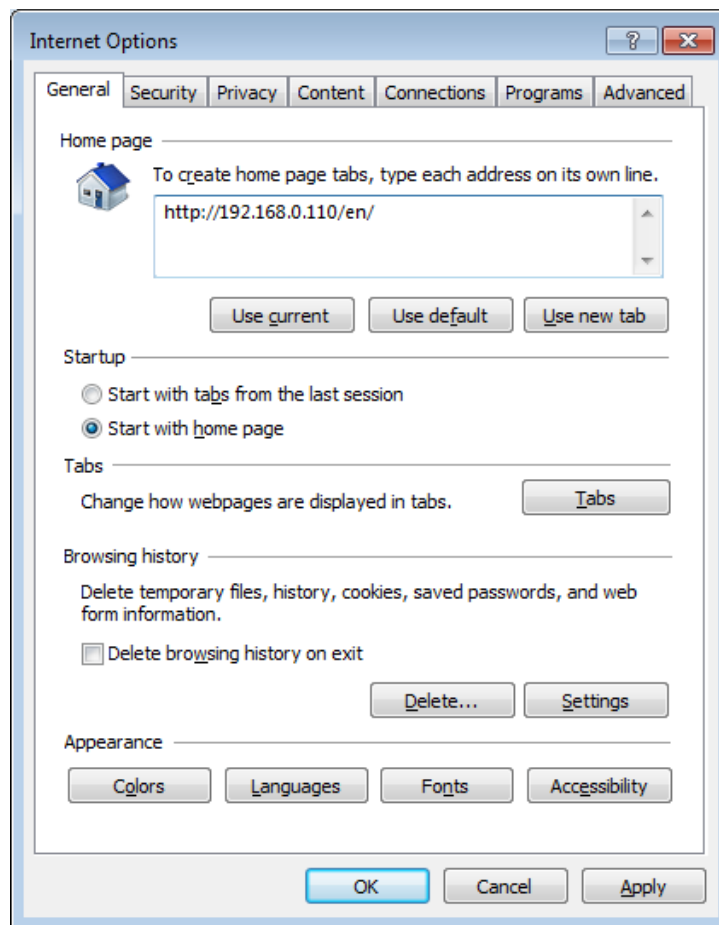 Internet Options
General Security Privacy Content Connections Programs Advanced
Home page
To create home page tabs, type each address on its own line.
http://192.168.0.110/en/
Use current Use default Use new tab
Startup
Start with tabs from the last session
Start with home page
Tabs
Change how webpages are displayed in tabs. Tabs
Browsing history
Delete temporary files, history, cookies, saved passwords, and web
form information.
Delete browsing history on exit
Delete... Settings
Appearance
Colors Languages Fonts Accessibility
OK Cancel Apply